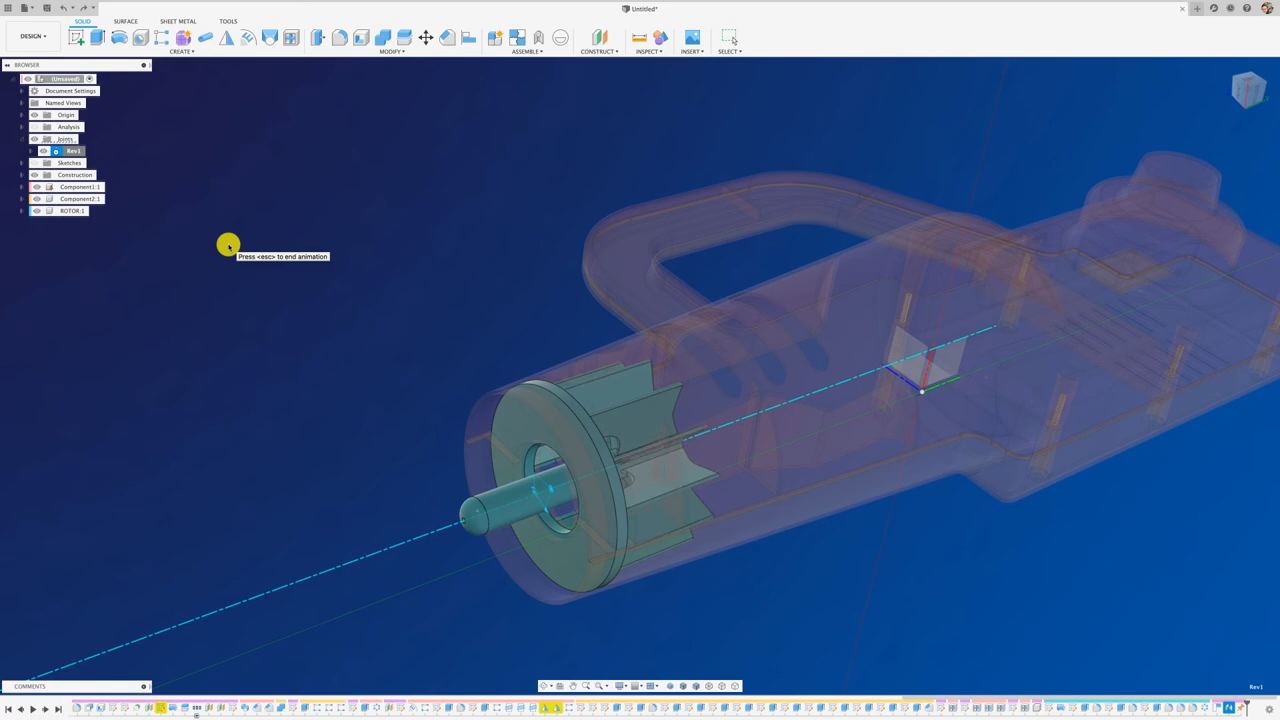 Untitled*
DESIGN
SOLID SURFACE SHEET METAL TOOLS
CREATE MODIFY ASSEMBLE CONSTRUCT INSPECT INSERT SELECT
BROWSER
(Unsaved)
Document Settings
Named Views
Origin
Analysis
Joints
Rev1
Sketches
Construction
Component1:1
Component2:1
ROTOR:1
Press <esc> to end animation
COMMENTS
Rev1